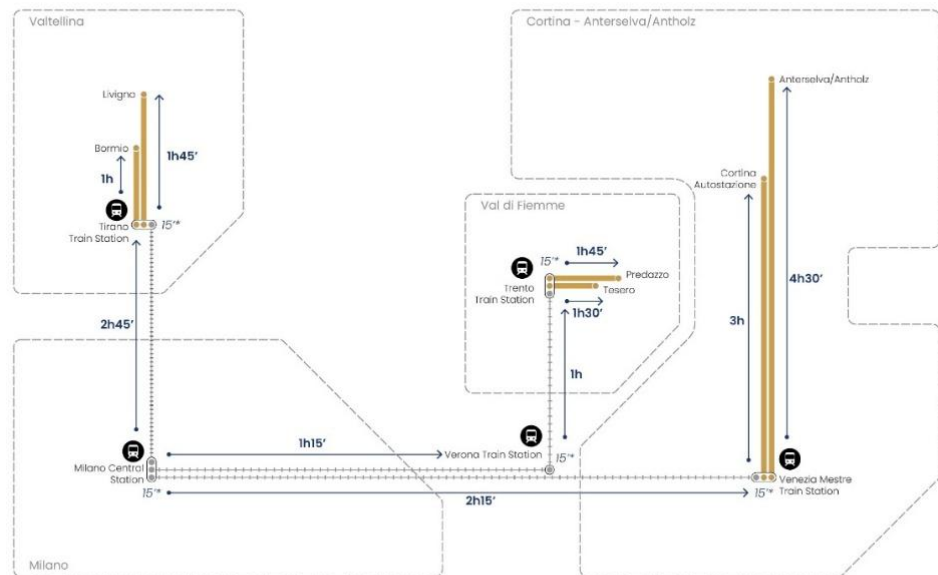 Valtellina
Cortina - Anterselva/Antholz
Livigno
Anterselva/Antholz
Bormio
1h45'
1h
Cortina
Autostazione
Val di Fiemme
Tirano
Train Station
15'*
1h45'
15'*
Predazzo
Trento
Train Station
Tesero
4h30'
1h30'
2h45'
3h
1h
1h15'
Verona Train Station
15'*
Milano Central
Station
15'*
2h15'
15'*
Venezia Mestre
Train Station
Milano